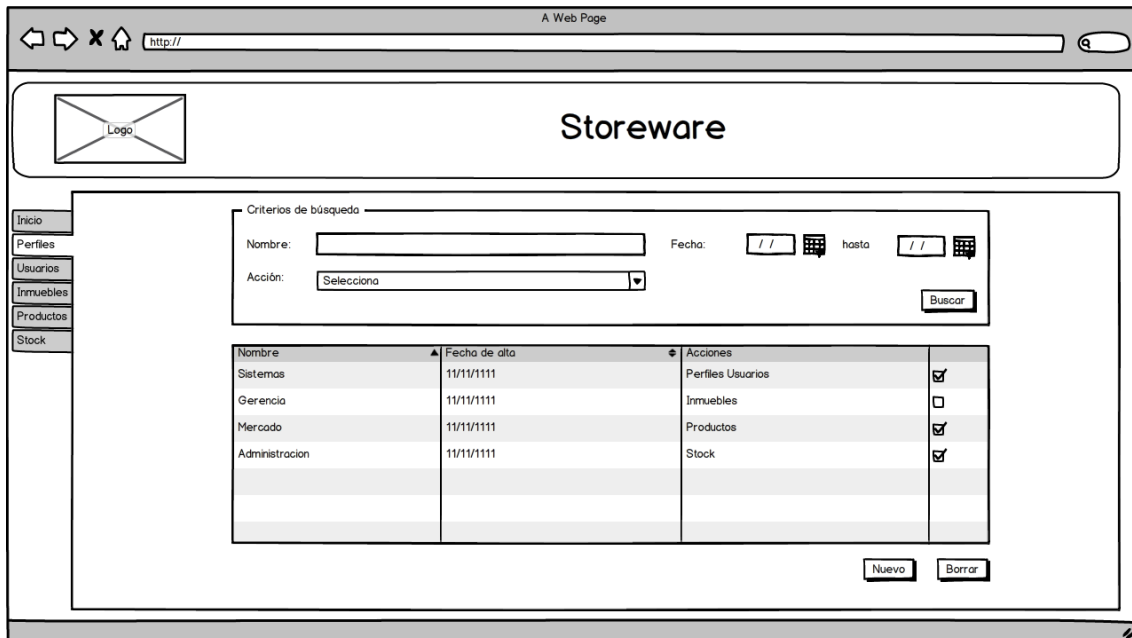 A Web Page
http://
Logo
Storeware
Inicio
Perfiles
Usuarios
Inmuebles
Productos
Stock
Criterios de búsqueda
Nombre: Fecha: / / hasta / /
Acción: Selecciona
Buscar
Nombre Fecha de alta Acciones
Sistemas 11/11/1111 Perfiles Usuarios
Gerencia 11/11/1111 Inmuebles
Mercado 11/11/1111 Productos
Administracion 11/11/1111 Stock
Nuevo Borrar